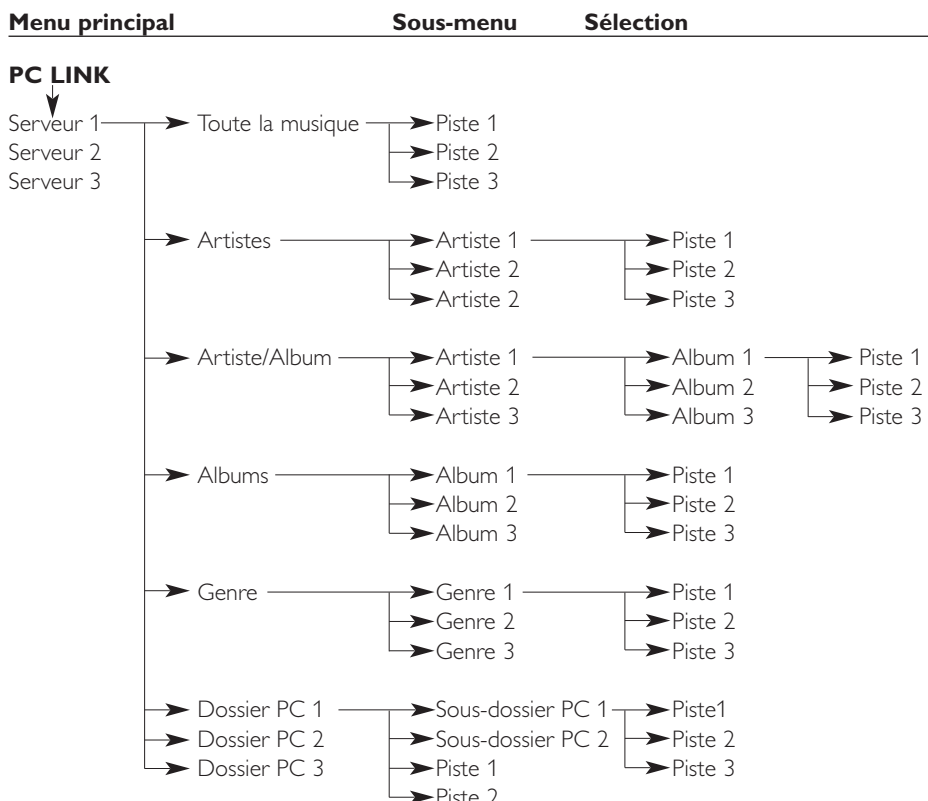 Menu principal Sous-menu Sélection
PC LINK
Serveur 1 Toute la musique Piste 1
Serveur 2 Piste 2
Serveur 3 Piste 3
Artistes Artiste 1 Piste 1
Artiste 2 Piste 2
Artiste 2 Piste 3
Artiste/Album Artiste 1 Album 1 Piste 1
Artiste 2 Album 2 Piste 2
Artiste 3 Album 3 Piste 3
Albums Album 1 Piste 1
Album 2 Piste 2
Album 3 Piste 3
Genre Genre 1 Piste 1
Genre 2 Piste 2
Genre 3 Piste 3
Dossier PC 1 Sous-dossier PC 1 Piste1
Dossier PC 2 Sous-dossier PC 2 Piste 2
Dossier PC 3 Piste 1 Piste 3
Piste 2